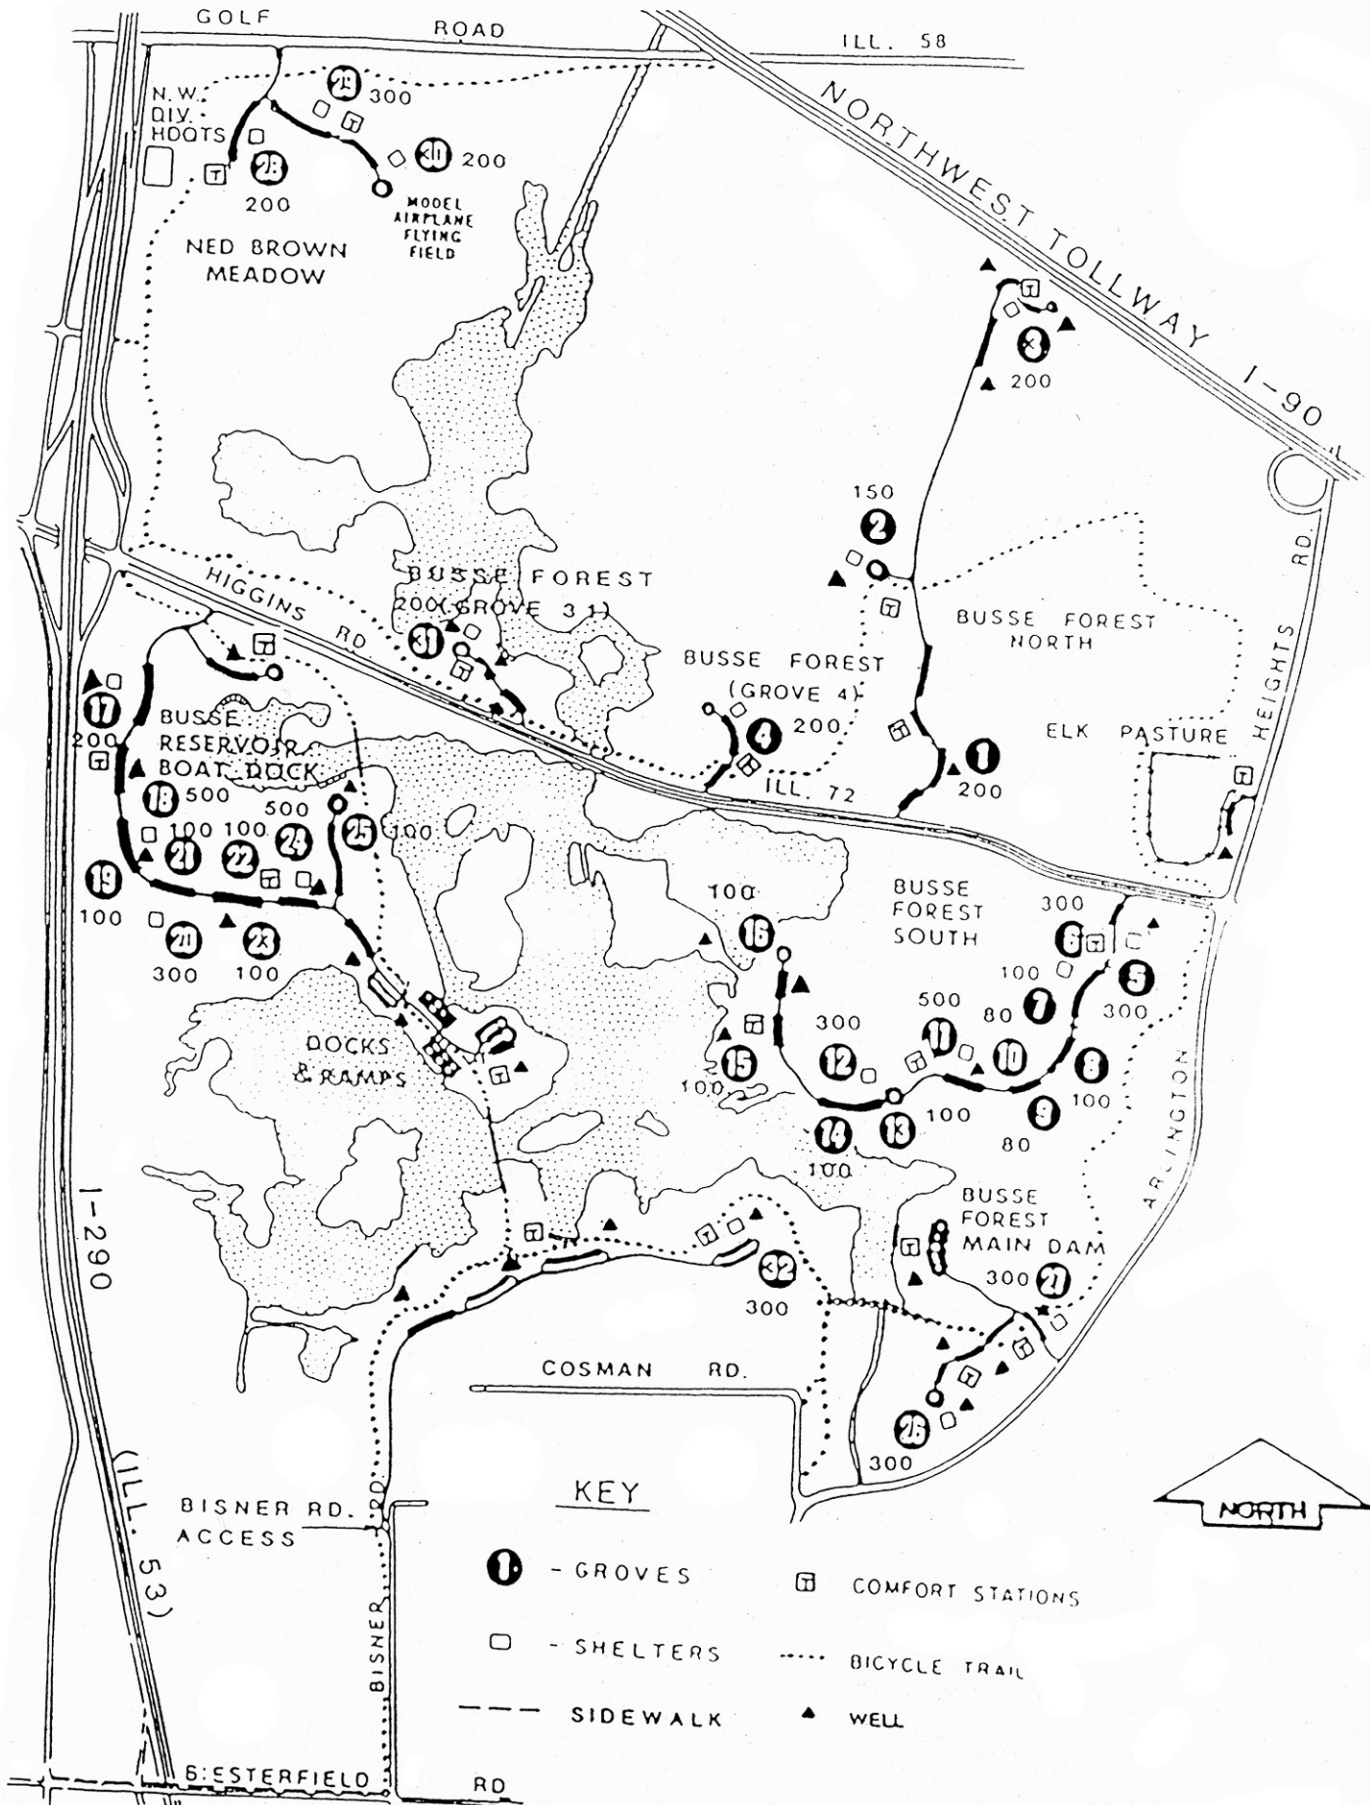 GOLF ROAD ILL. 58
NORTHWEST TOLLWAY I-90
N.W.
DIV.
HDQTS
29 300
30 200
28
200
MODEL
AIRPLANE
FLYING
FIELD
NED BROWN
MEADOW
3
200
150
2
HIGGINS RD
BUSSE FOREST
200 (GROVE 31)
31
BUSSE FOREST
NORTH
BUSSE FOREST
(GROVE 4)
4 200
ELK PASTURE
1
200
ILL. 72
ARLINGTON HEIGHTS RD.
17
200
BUSSE
RESERVOIR
BOAT DOCK
18 500 500
100 100
21 22 24 25 100
19
100
20 23
300 100
100
16
BUSSE
FOREST
SOUTH
300
6
5
300
100
7
500
11
80
10
8
100
300
12
15
100
9
80
14 13 100
100
DOCKS
& RAMPS
BUSSE
FOREST
MAIN DAM
300 27
32
300
26
300
I-290
(ILL. 53)
COSMAN RD.
BISNER RD.
ACCESS
BISNER RD
NORTH
KEY
1 - GROVES
T COMFORT STATIONS
- SHELTERS
BICYCLE TRAIL
SIDEWALK
WELL
BIESTERFIELD RD